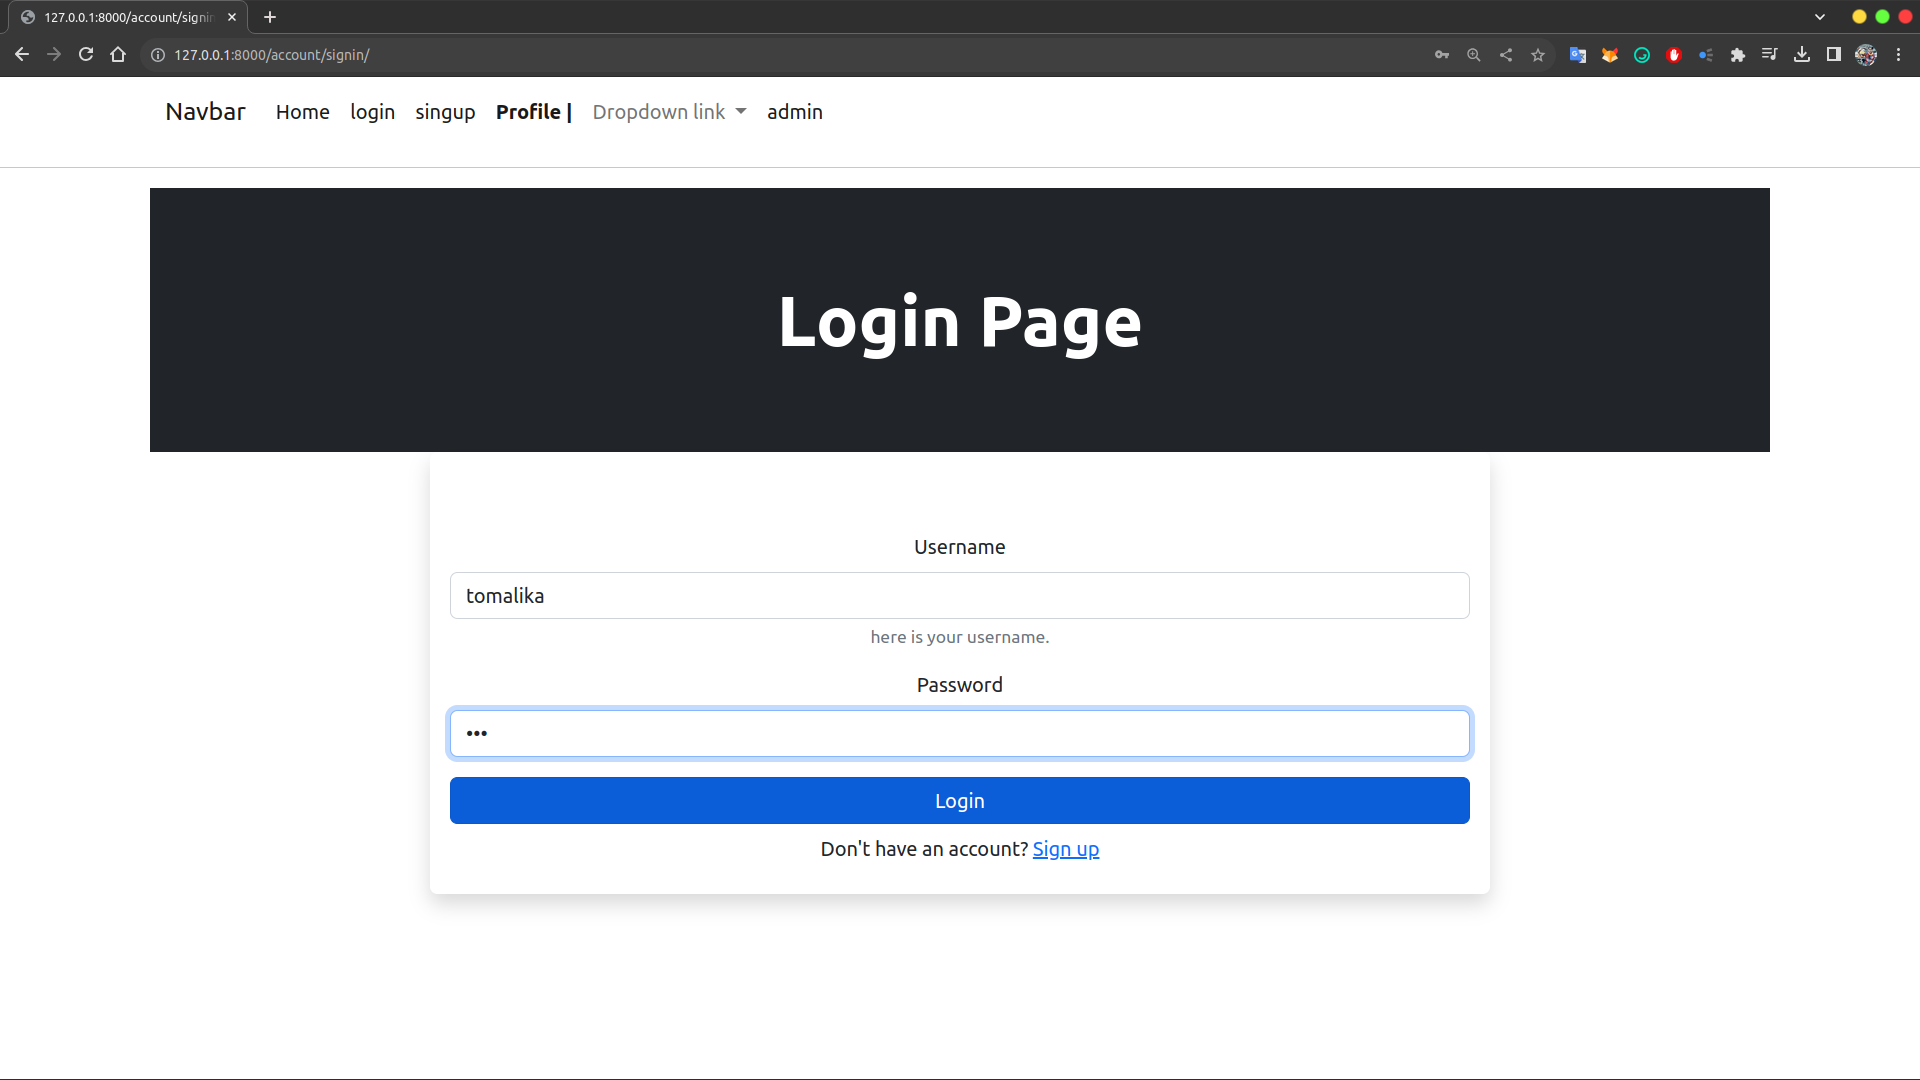 127.0.0.1:8000/account/signin
127.0.0.1:8000/account/signin/
Navbar Home login singup Profile | Dropdown link admin
Login Page
Username
tomalika
here is your username.
Password
•••
Login
Don't have an account? Sign up